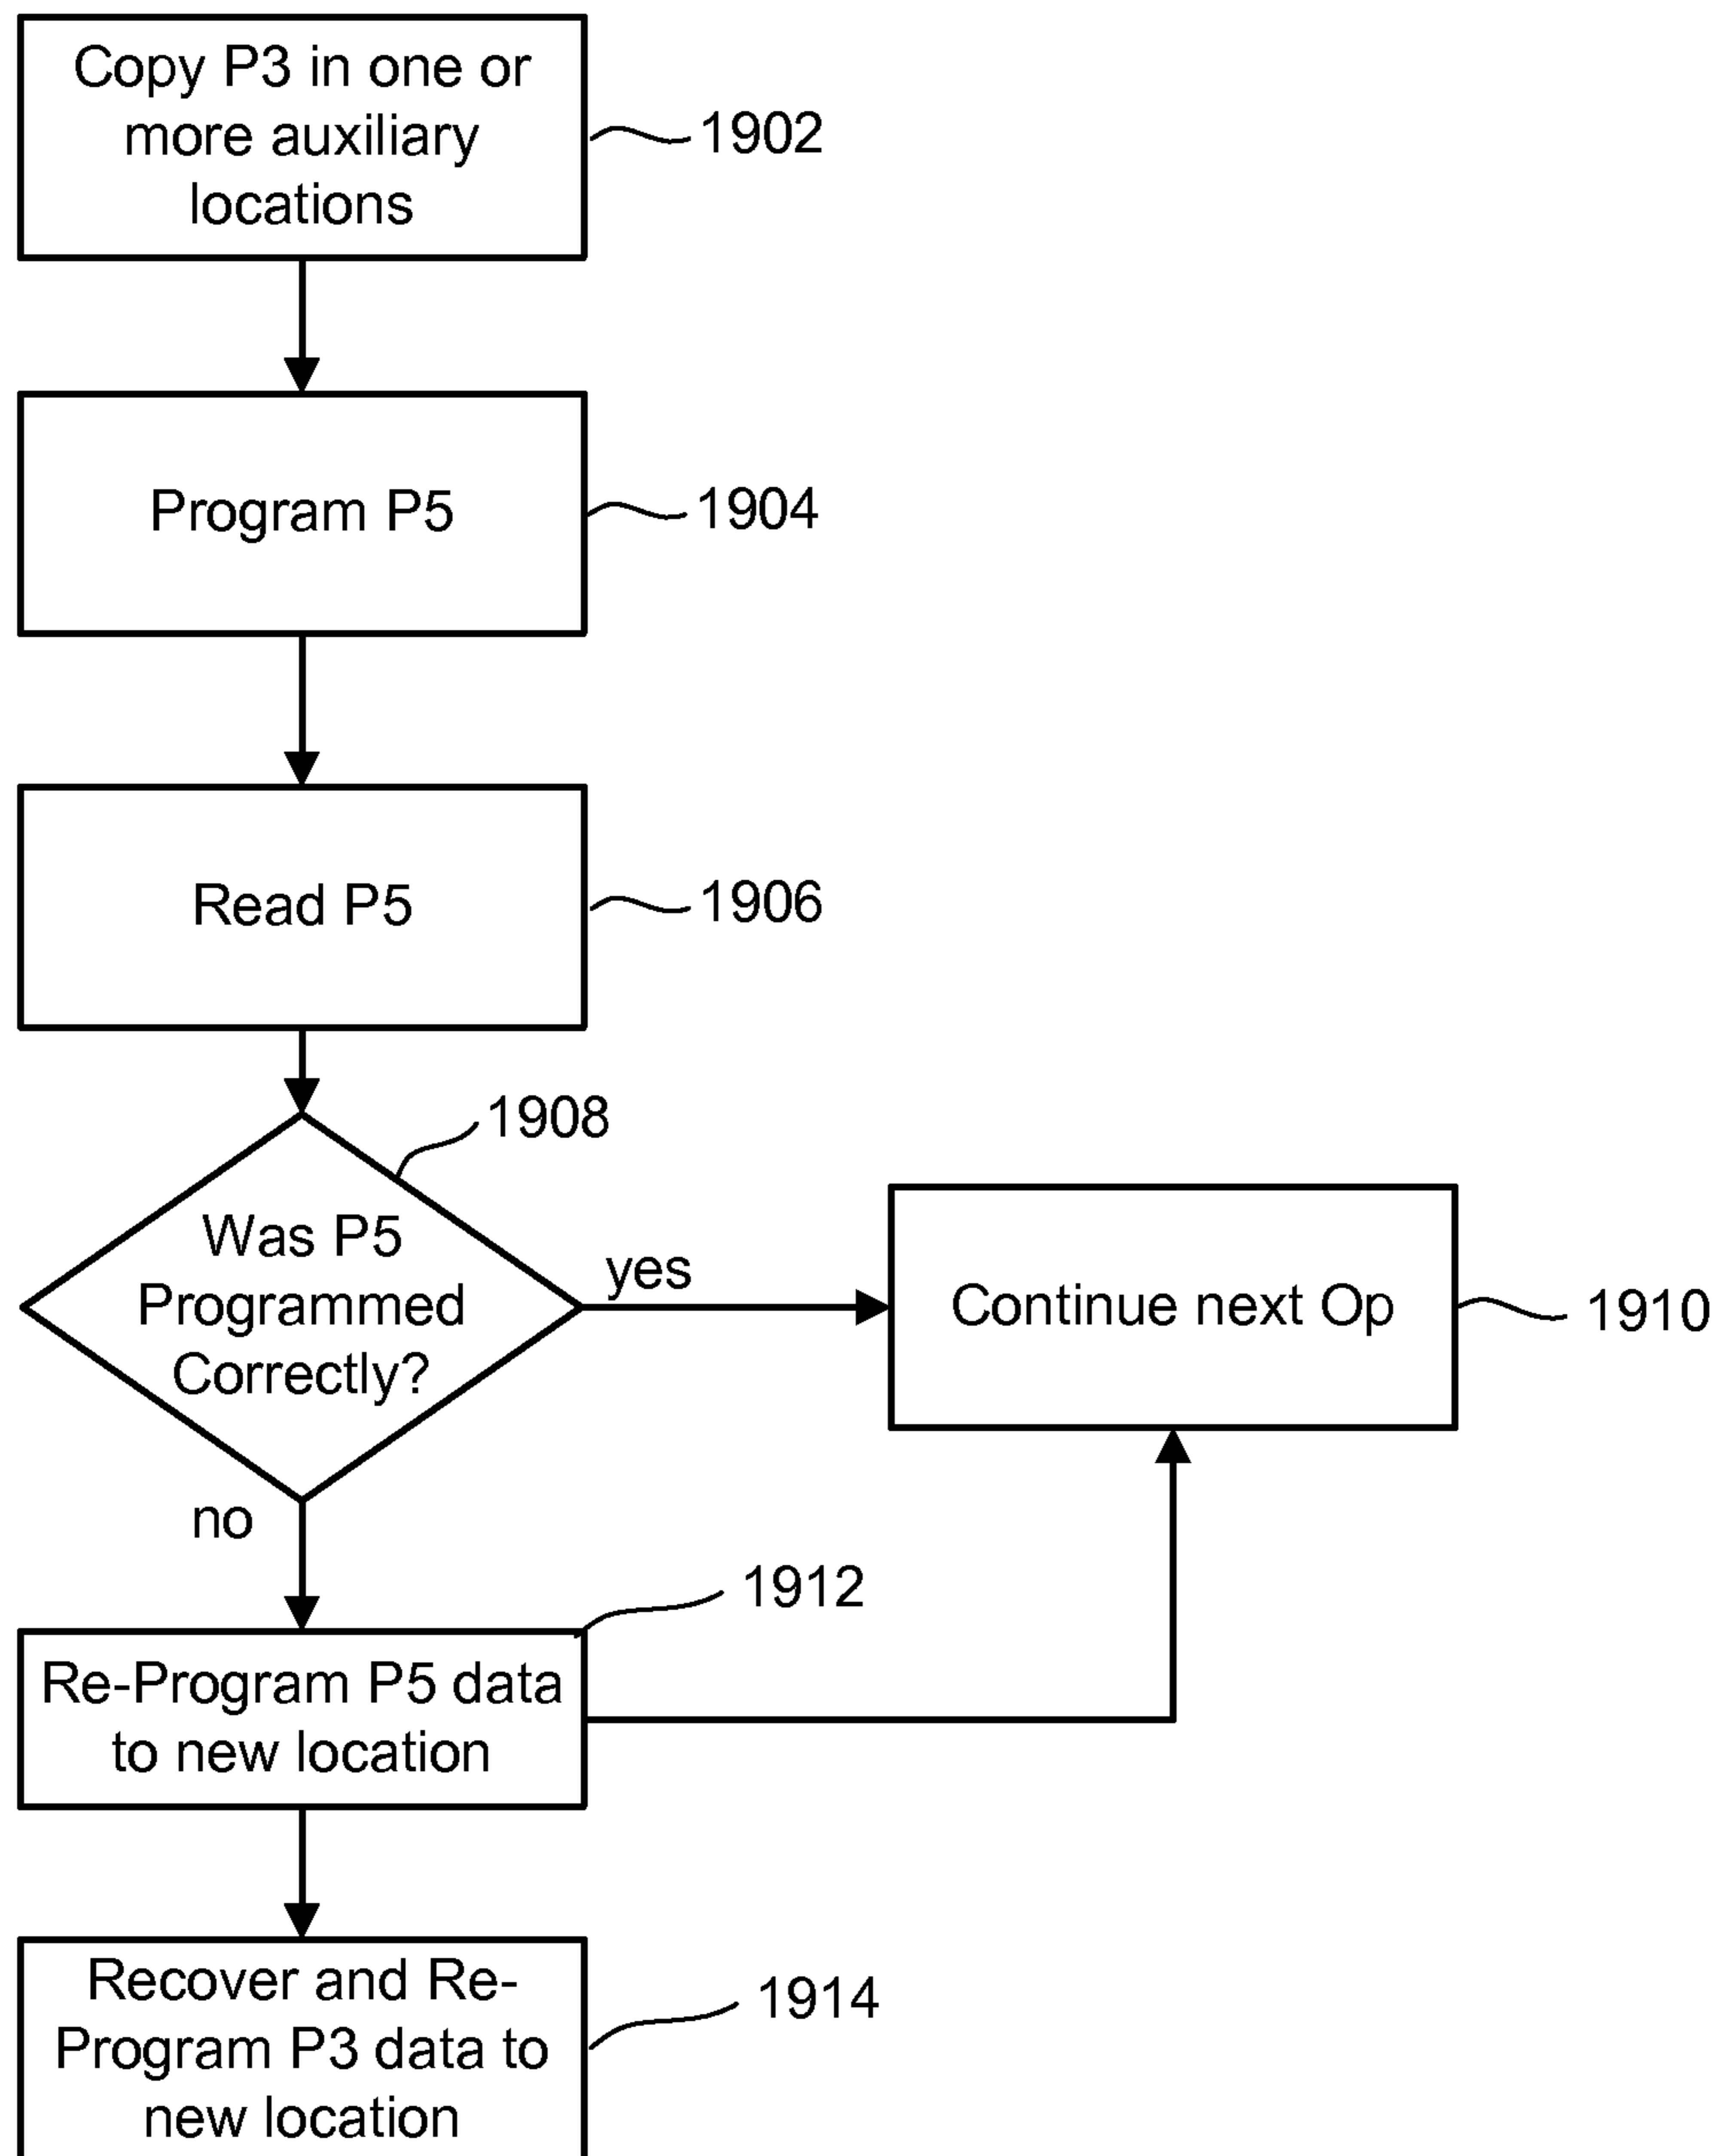 Copy P3 in one or
more auxiliary
locations
1902
Program P5
1904
Read P5
1906
1908
Was P5
Programmed
Correctly?
yes
Continue next Op
1910
no
1912
Re-Program P5 data
to new location
Recover and Re-
Program P3 data to
new location
1914